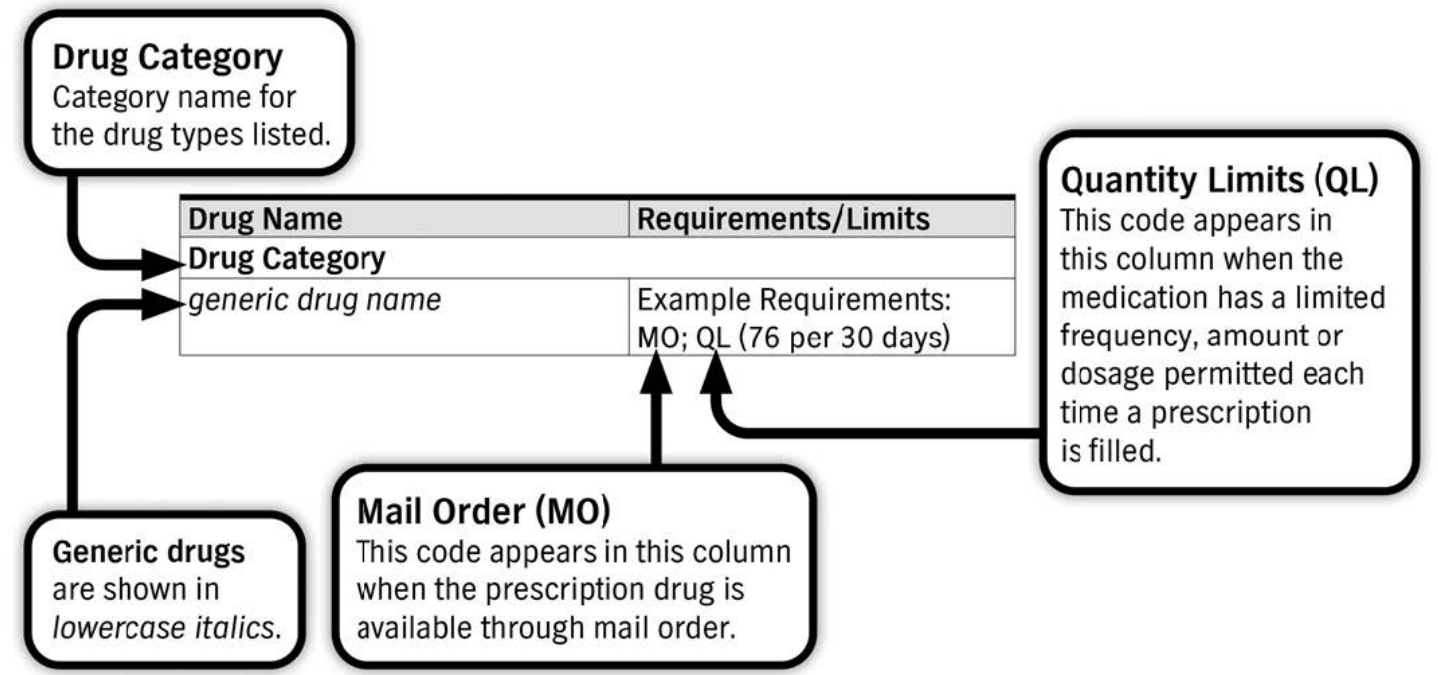 Drug Category
Category name for
the drug types listed.
Drug Name Requirements/Limits
Drug Category
generic drug name Example Requirements:
MO; QL (76 per 30 days)
Quantity Limits (QL)
This code appears in
this column when the
medication has a limited
frequency, amount or
dosage permitted each
time a prescription
is filled.
Generic drugs
are shown in
lowercase italics.
Mail Order (MO)
This code appears in this column
when the prescription drug is
available through mail order.